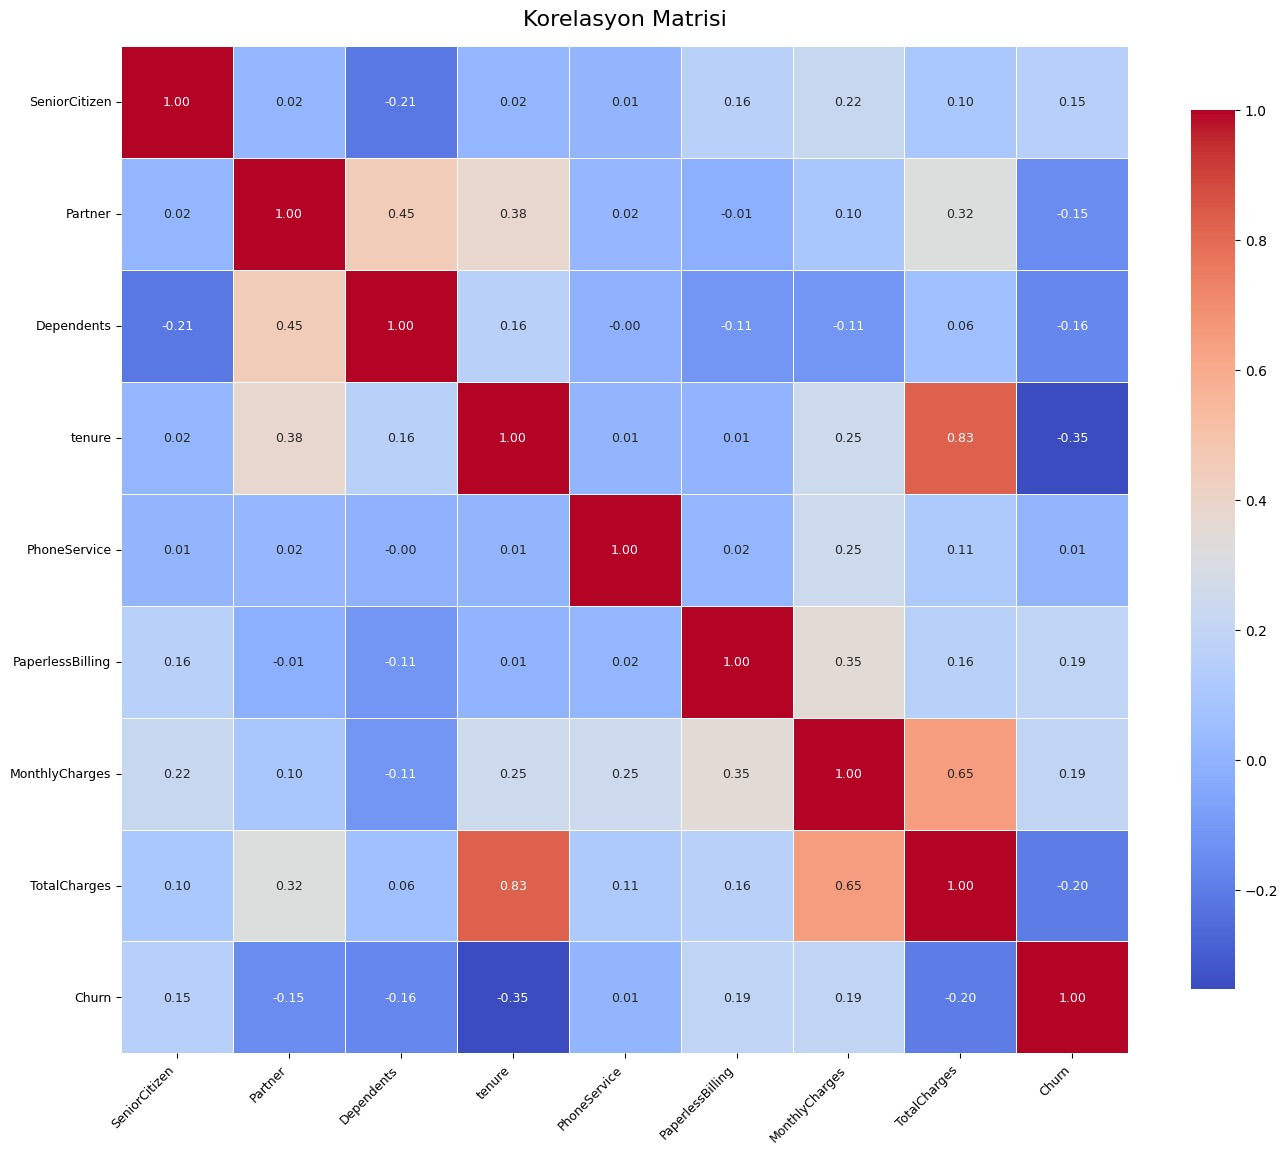 Korelasyon Matrisi
SeniorCitizen 1.00 0.02 -0.21 0.02 0.01 0.16 0.22 0.10 0.15
Partner 0.02 1.00 0.45 0.38 0.02 -0.01 0.10 0.32 -0.15
Dependents -0.21 0.45 1.00 0.16 -0.00 -0.11 -0.11 0.06 -0.16
tenure 0.02 0.38 0.16 1.00 0.01 0.01 0.25 0.83 -0.35
PhoneService 0.01 0.02 -0.00 0.01 1.00 0.02 0.25 0.11 0.01
PaperlessBilling 0.16 -0.01 -0.11 0.01 0.02 1.00 0.35 0.16 0.19
MonthlyCharges 0.22 0.10 -0.11 0.25 0.25 0.35 1.00 0.65 0.19
TotalCharges 0.10 0.32 0.06 0.83 0.11 0.16 0.65 1.00 -0.20
Churn 0.15 -0.15 -0.16 -0.35 0.01 0.19 0.19 -0.20 1.00
SeniorCitizen Partner Dependents tenure PhoneService PaperlessBilling MonthlyCharges TotalCharges Churn
1.0
0.8
0.6
0.4
0.2
0.0
−0.2